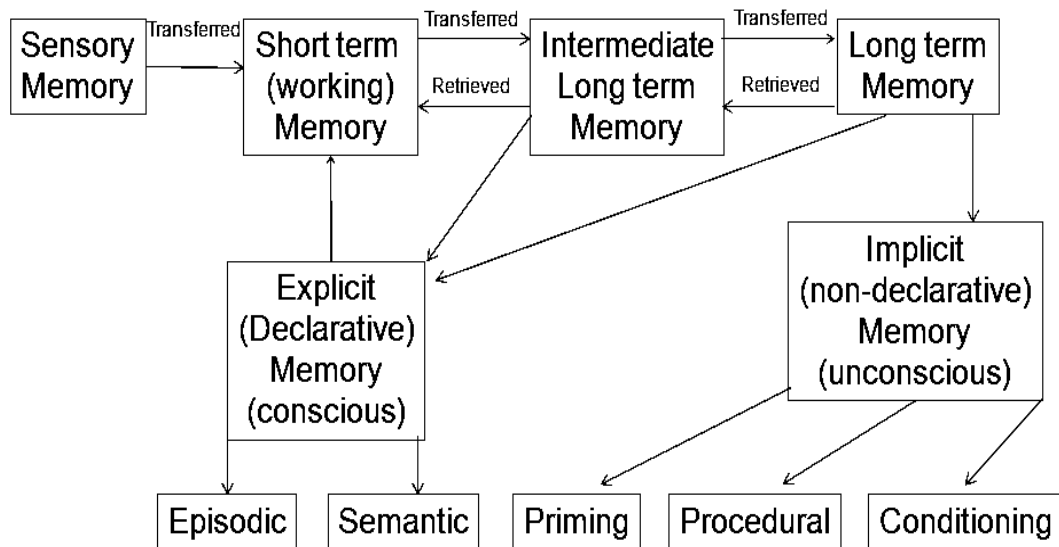 Sensory
Memory
Transferred
Short term
(working)
Memory
Transferred
Retrieved
Intermediate
Long term
Memory
Transferred
Retrieved
Long term
Memory
Explicit
(Declarative)
Memory
(conscious)
Implicit
(non-declarative)
Memory
(unconscious)
Episodic
Semantic
Priming
Procedural
Conditioning